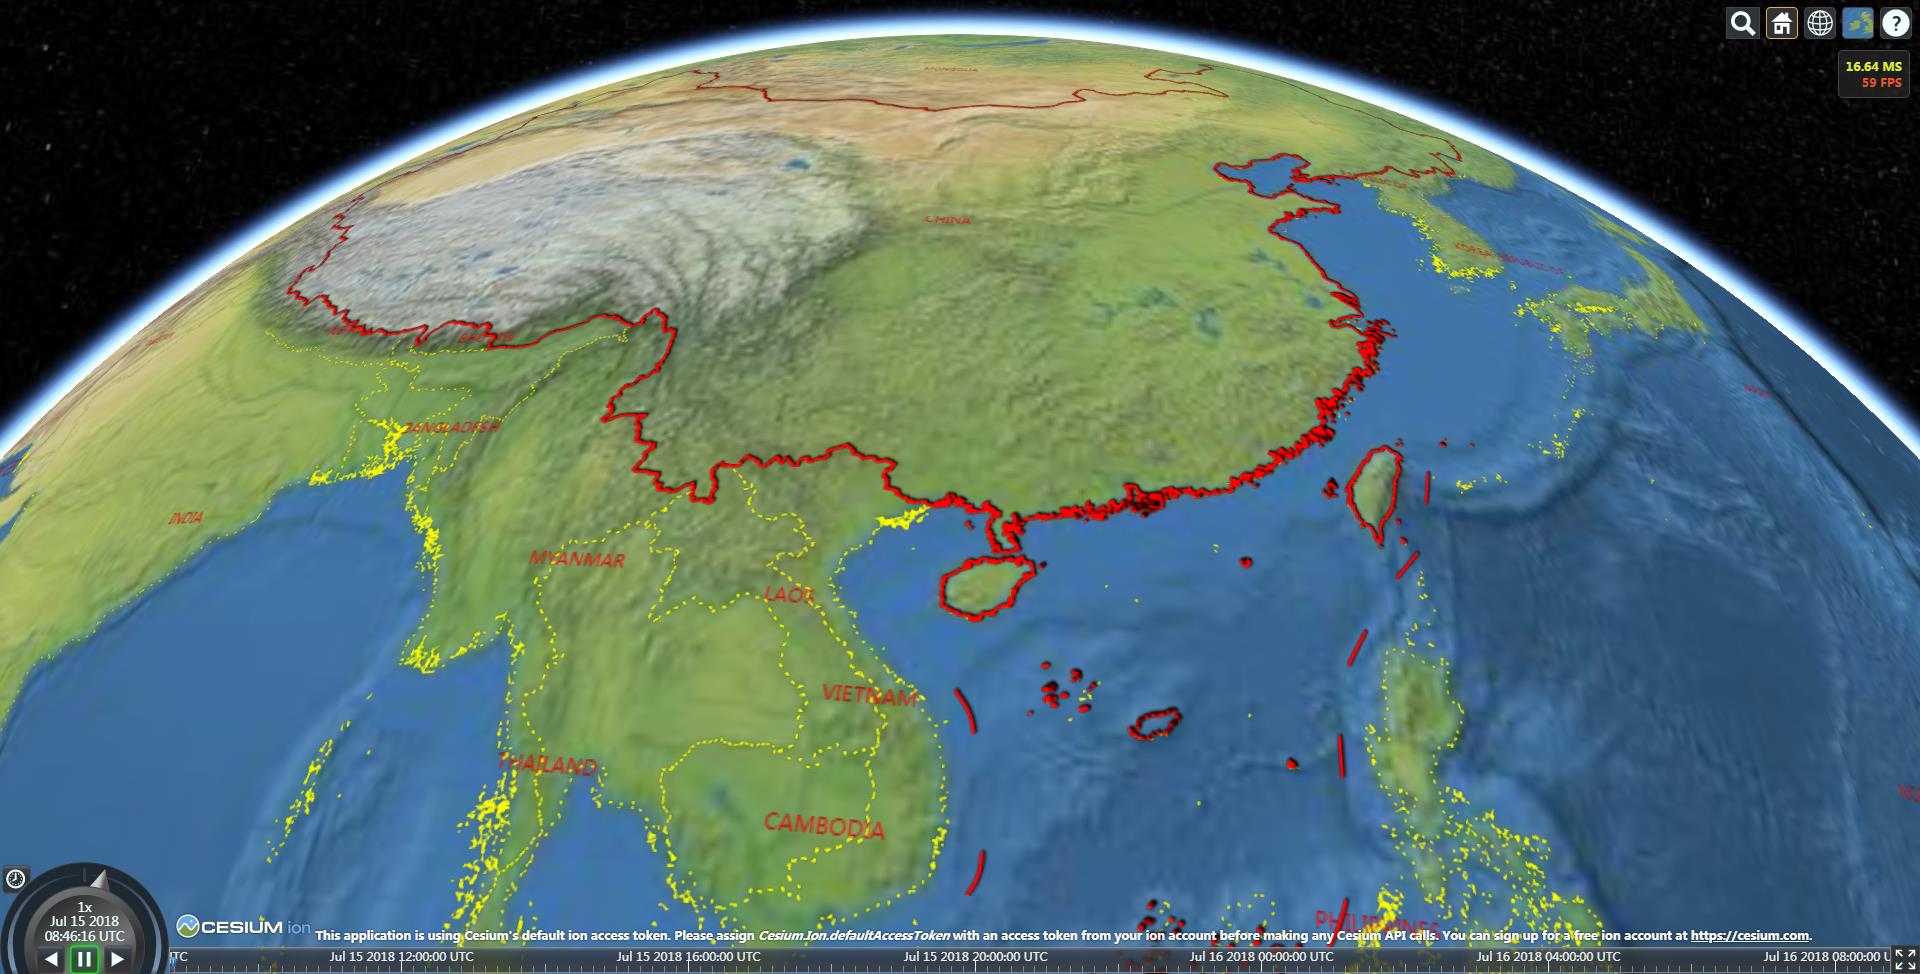 ?
16.64 MS
59 FPS
MONGOLIA
CHINA
BHUTAN
BANGLADESH
INDIA
MYANMAR
LAOS
VIETNAM
THAILAND
CAMBODIA
PHILIPPINES
1x
Jul 15 2018
08:46:16 UTC
CESIUM ion
This application is using Cesium's default ion access token. Please assign Cesium.Ion.defaultAccessToken with an access token from your ion account before making any Cesium API calls. You can sign up for a free ion account at https://cesium.com.
Jul 15 2018 12:00:00 UTC
Jul 15 2018 16:00:00 UTC
Jul 15 2018 20:00:00 UTC
Jul 16 2018 00:00:00 UTC
Jul 16 2018 04:00:00 UTC
Jul 16 2018 08:00:00 U